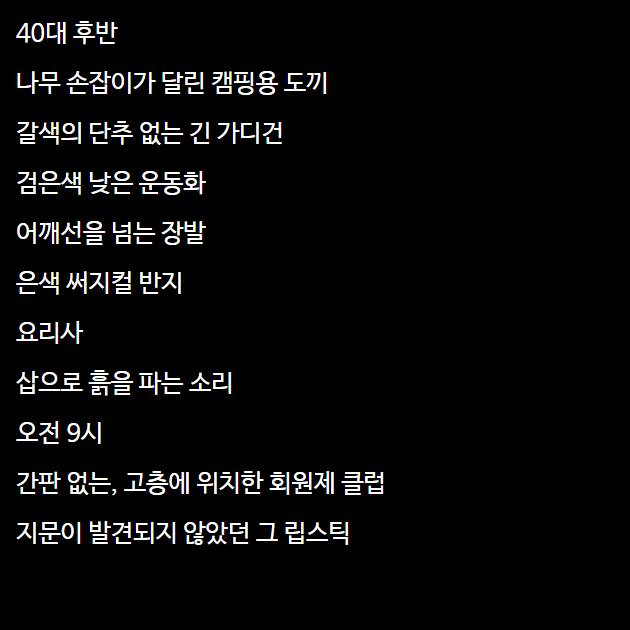 40대 후반
나무 손잡이가 달린 캠핑용 도끼
갈색의 단추 없는 긴 가디건
검은색 낮은 운동화
어깨선을 넘는 장발
은색 써지컬 반지
요리사
삽으로 흙을 파는 소리
오전 9시
간판 없는, 고층에 위치한 회원제 클럽
지문이 발견되지 않았던 그 립스틱